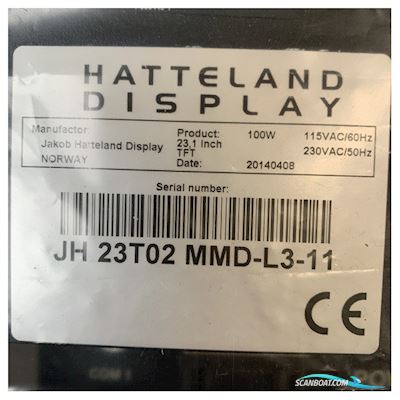 HATTELAND
DISPLAY
Manufactor: Product: 100W 115VAC/60Hz
Jakob Hatteland Display 23,1 Inch 230VAC/50Hz
NORWAY TFT
Date: 20140408
Serial number:
JH 23T02 MMD-L3-11
CE
COM I
SCANBOAT.COM